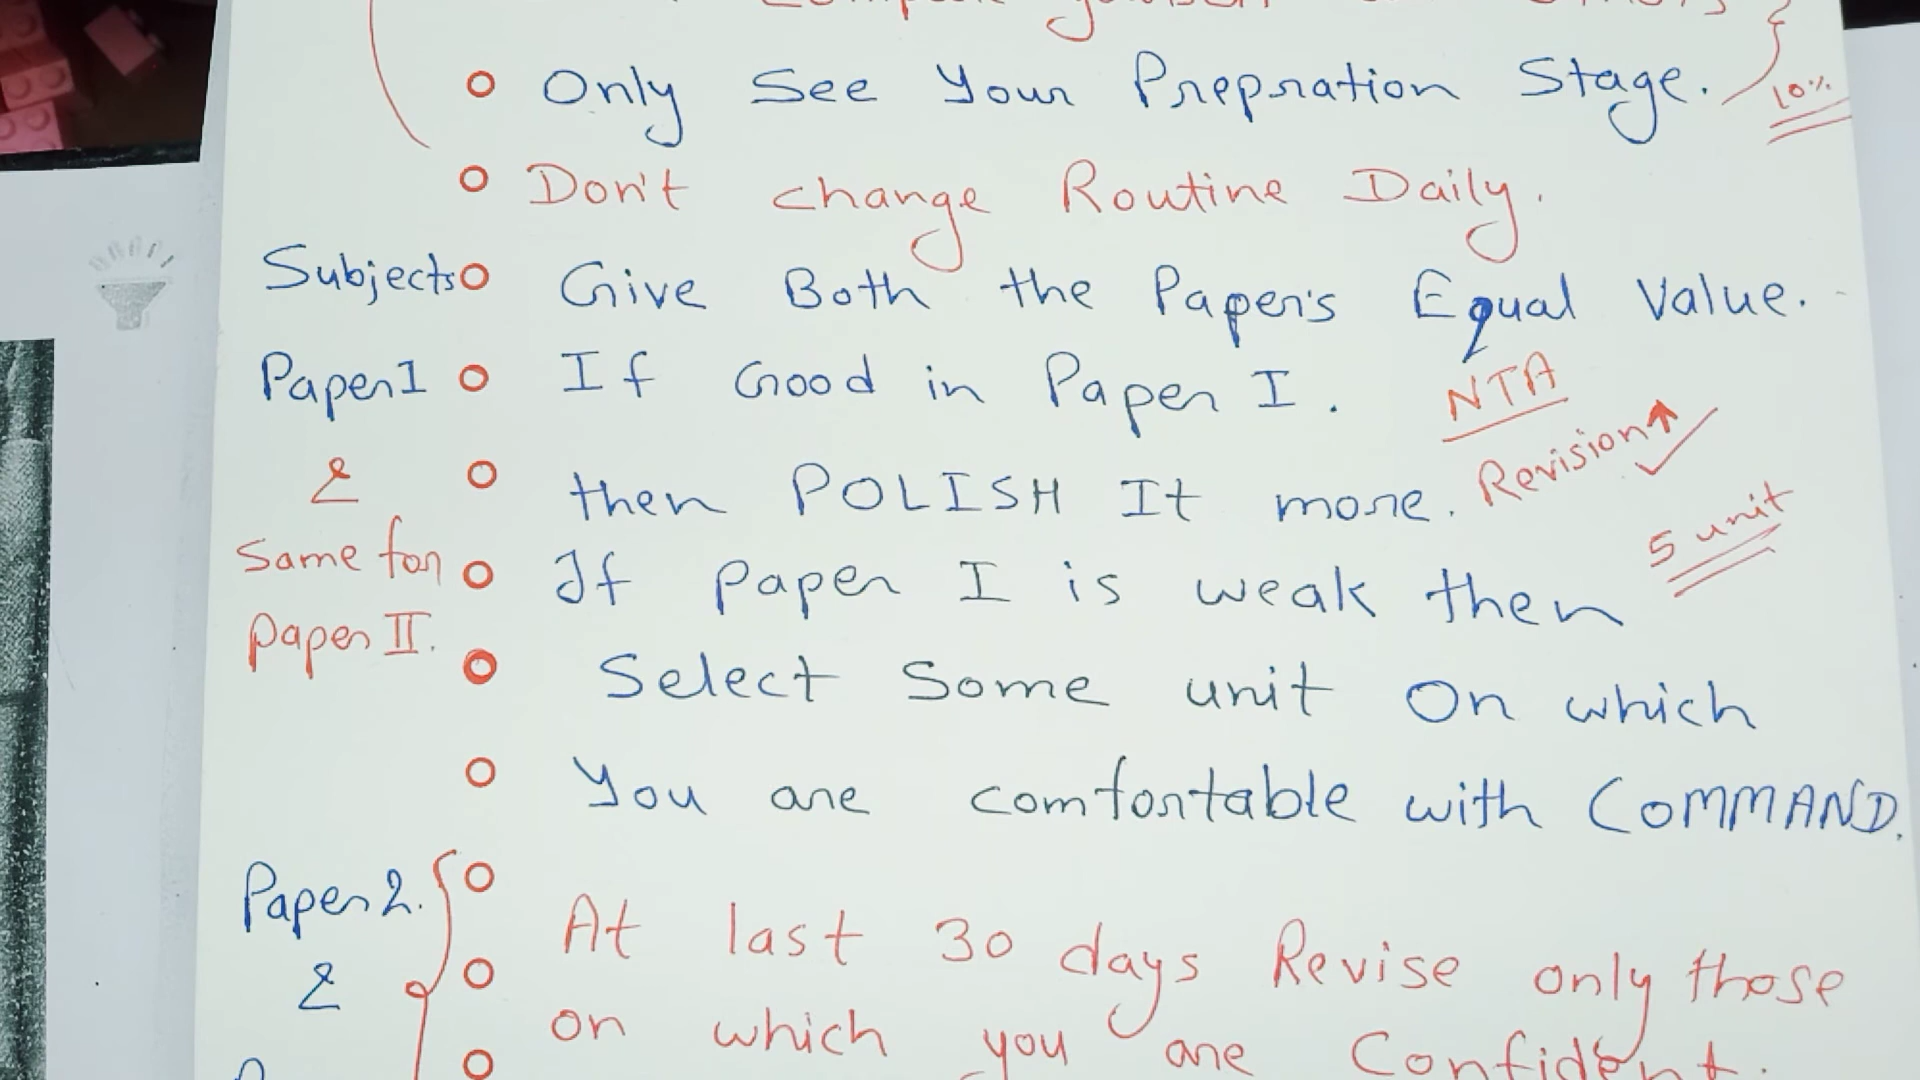 Only See Your Prepration Stage. 10%
Don't change Routine Daily.
Subjects Give Both the Paper's Equal Value.
Paper 1 If Good in Paper I. NTA
& then POLISH It more. Revision↑
Same for If Paper I is weak then 5 unit
paper II. Select Some unit On which
You are comfortable with COMMAND.
Paper 2. At last 30 days Revise only those
& on which you are Confident.